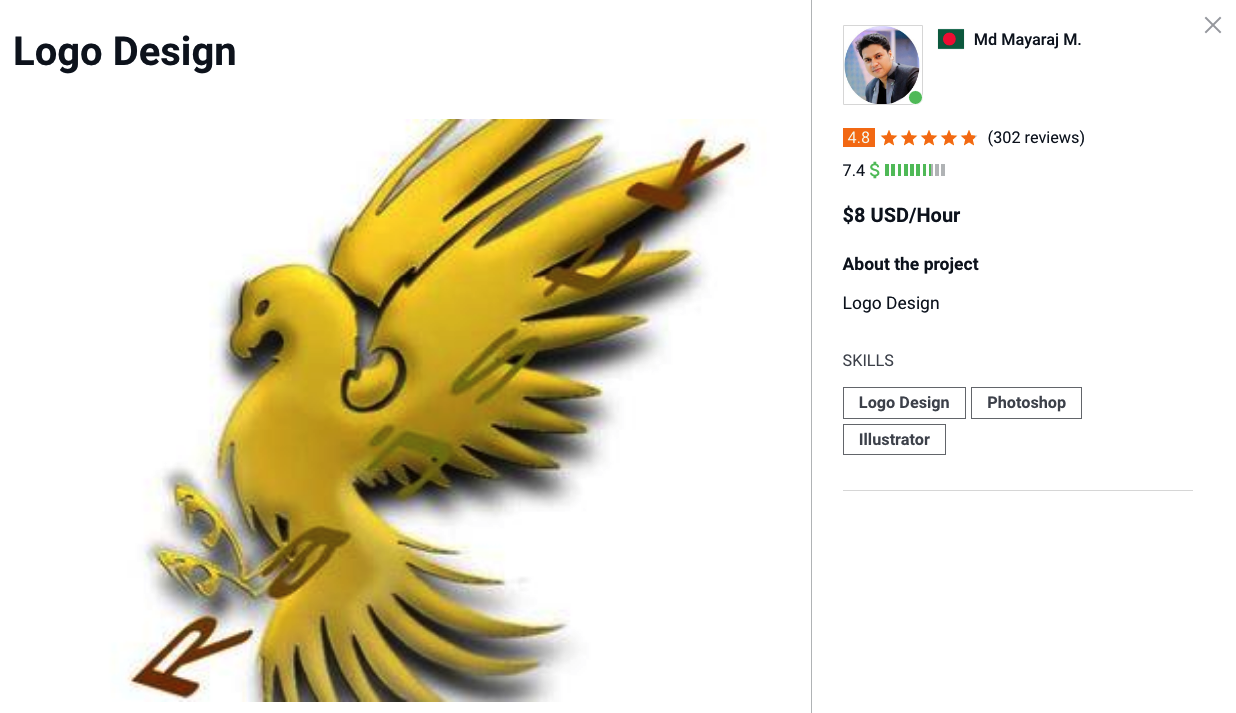 Logo Design
Md Mayaraj M.
4.8 (302 reviews)
7.4 $
$8 USD/Hour
About the project
Logo Design
SKILLS
Logo Design Photoshop
Illustrator